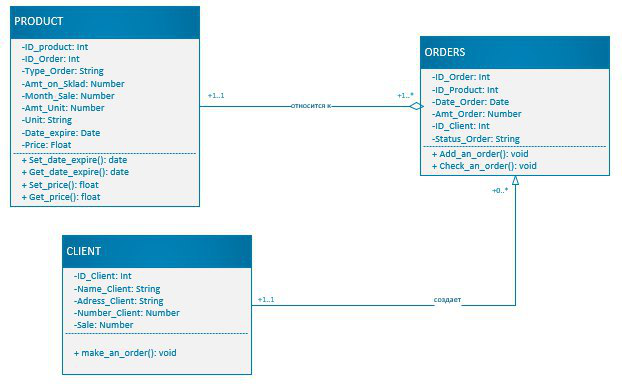 PRODUCT
-ID_product: Int
-ID_Order: Int
-Type_Order: String
-Amt_on_Sklad: Number
-Month_Sale: Number
-Amt_Unit: Number
-Unit: String
-Date_expire: Date
-Price: Float
+ Set_date_expire(): date
+ Get_date_expire(): date
+ Set_price(): float
+ Get_price(): float
+1..1
относится к
+1..*
ORDERS
-ID_Order: Int
-ID_Product: Int
-Date_Order: Date
-Amt_Order: Number
-ID_Client: Int
-Status_Order: String
+ Add_an_order(): void
+ Check_an_order(): void
+0..*
CLIENT
-ID_Client: Int
-Name_Client: String
-Adress_Client: String
-Number_Client: Number
-Sale: Number
+ make_an_order(): void
+1..1
создает